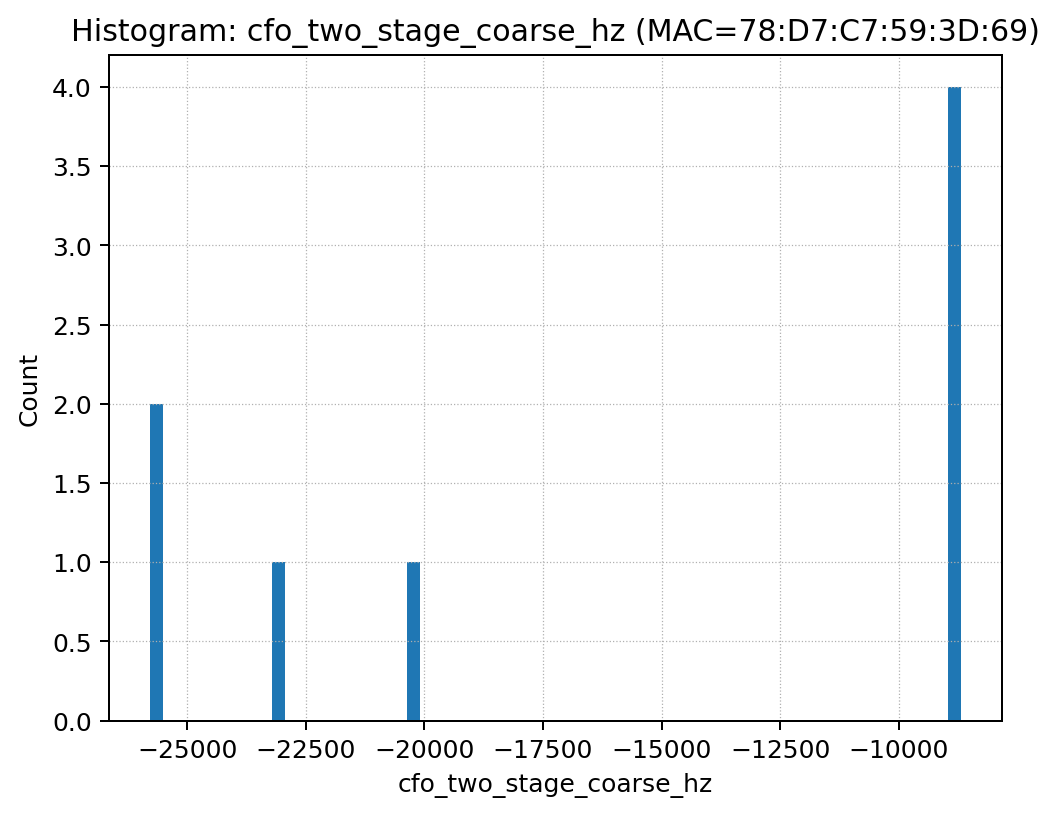 Histogram: cfo_two_stage_coarse_hz (MAC=78:D7:C7:59:3D:69)
4.0
3.5
3.0
2.5
2.0
1.5
1.0
0.5
0.0
Count
−25000 −22500 −20000 −17500 −15000 −12500 −10000
cfo_two_stage_coarse_hz